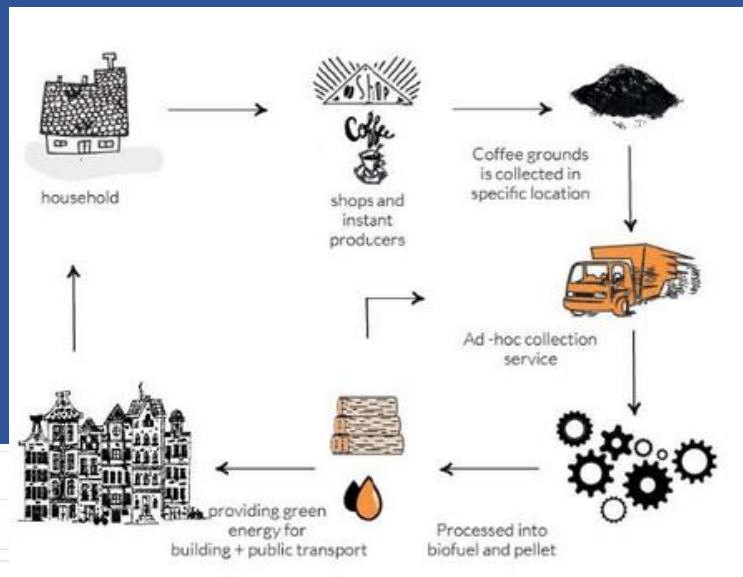 SHOP
Coffee
household
shops and
instant
producers
Coffee grounds
is collected in
specific location
Ad -hoc collection
service
providing green
energy for
building + public transport
Processed into
biofuel and pellet